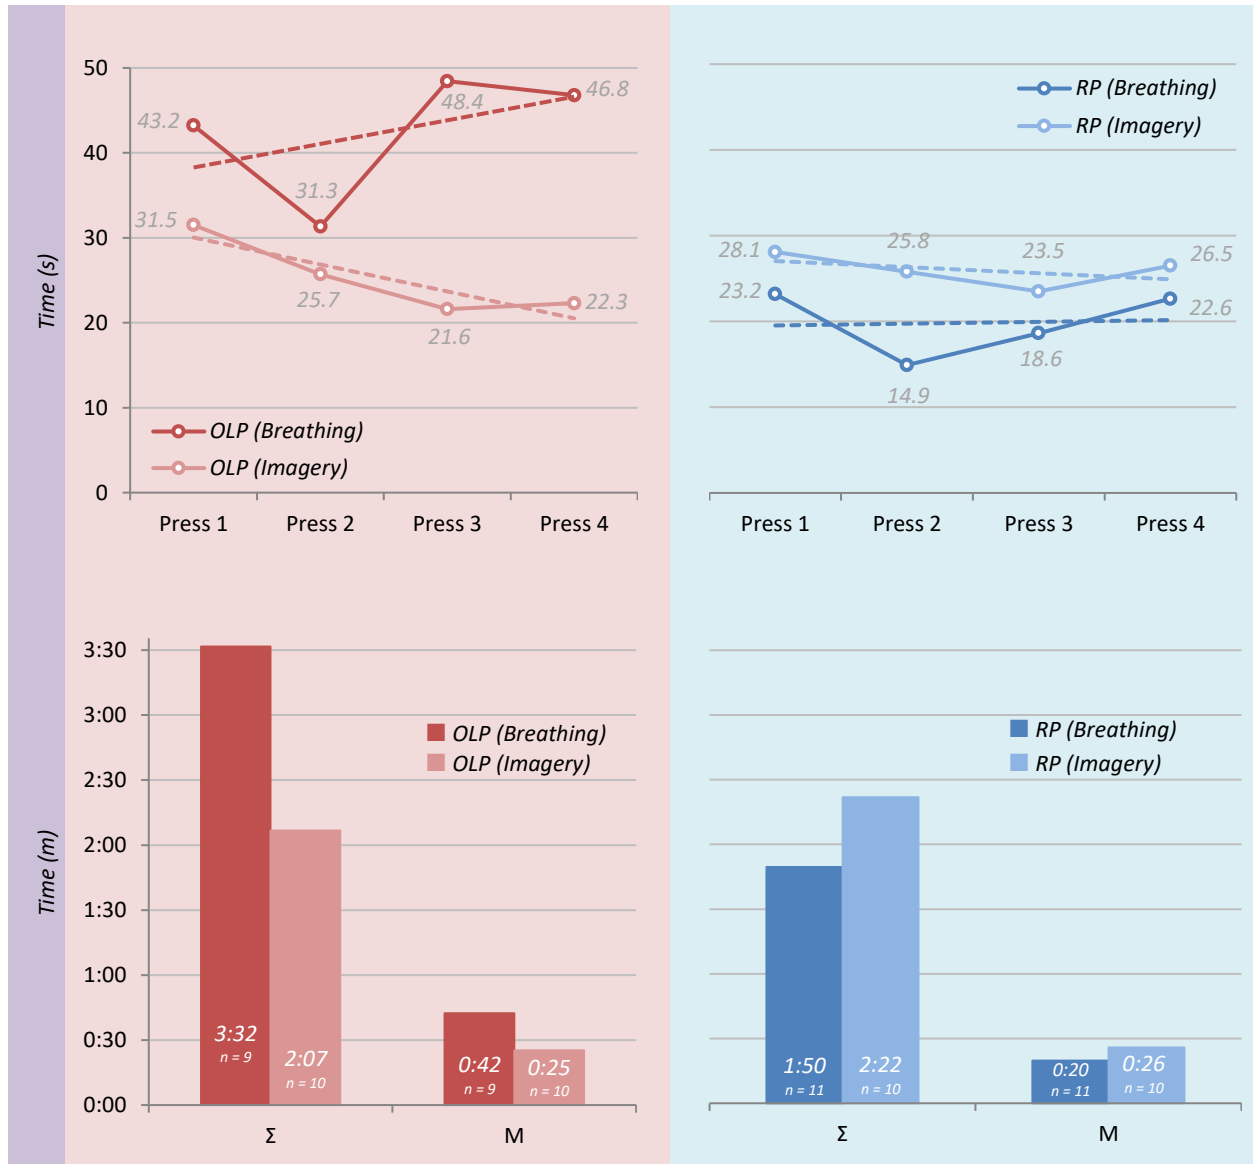 50
40
30
20
10
0
Time (s)
43.2
31.3
48.4
46.8
31.5
25.7
21.6
22.3
OLP (Breathing)
OLP (Imagery)
Press 1 Press 2 Press 3 Press 4
RP (Breathing)
RP (Imagery)
28.1
25.8
23.5
26.5
23.2
14.9
18.6
22.6
Press 1 Press 2 Press 3 Press 4
3:30
3:00
2:30
2:00
1:30
1:00
0:30
0:00
Time (m)
OLP (Breathing)
OLP (Imagery)
3:32
n = 9
2:07
n = 10
0:42
n = 9
0:25
n = 10
Σ M
RP (Breathing)
RP (Imagery)
1:50
n = 11
2:22
n = 10
0:20
n = 11
0:26
n = 10
Σ M